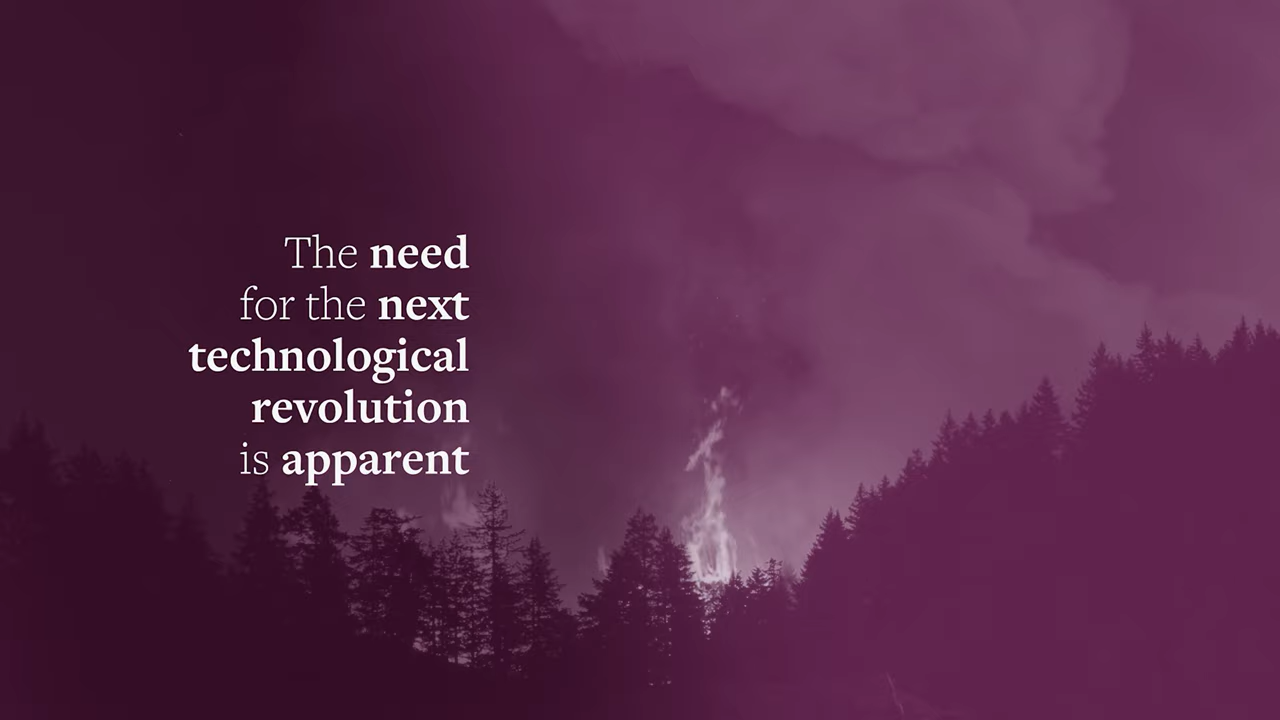 The need
for the next
technological
revolution
is apparent